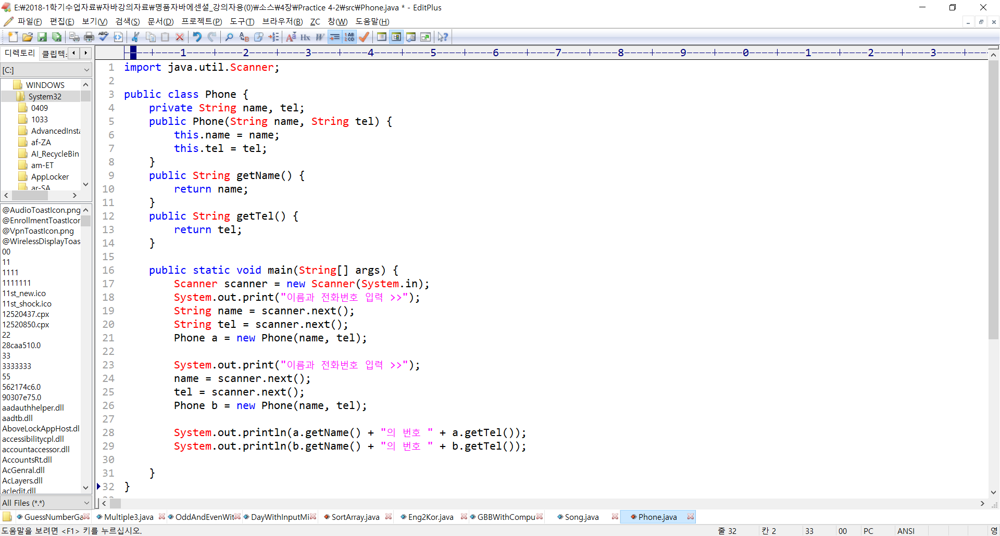 E:₩2018-1학기수업자료₩자바강의자료₩명품자바에센셜_강의자용(0)₩소스₩4장₩Practice 4-2₩src₩Phone.java * - EditPlus
파일(F) 편집(E) 보기(V) 검색(S) 문서(D) 프로젝트(P) 도구(T) 브라우저(B) ZC 창(W) 도움말(H)
디렉토리 클립텍
[C:]
WINDOWS
System32
0409
1033
AdvancedInsta
af-ZA
AI_RecycleBin
am-ET
AppLocker
ar-SA
@AudioToastIcon.png
@EnrollmentToastIcon
@VpnToastIcon.png
@WirelessDisplayToas
00
11
1111
1111111
11st_new.ico
11st_shock.ico
12520437.cpx
12520850.cpx
22
28caa510.0
33
3333333
55
562174c6.0
90307e75.0
aadauthhelper.dll
aadtb.dll
AboveLockAppHost.dl
accessibilitycpl.dll
accountaccessor.dll
AccountsRt.dll
AcGenral.dll
AcLayers.dll
acledit.dll
All Files (*.*)
----+----1----+----2----+----3----+----4----+----5----+----6----+----7----+----8----+----9----+----0----+----1----+----2----+----3----+----
1 import java.util.Scanner;
2
3 public class Phone {
4     private String name, tel;
5     public Phone(String name, String tel) {
6         this.name = name;
7         this.tel = tel;
8     }
9     public String getName() {
10         return name;
11     }
12     public String getTel() {
13         return tel;
14     }
15
16     public static void main(String[] args) {
17         Scanner scanner = new Scanner(System.in);
18         System.out.print("이름과 전화번호 입력 >>");
19         String name = scanner.next();
20         String tel = scanner.next();
21         Phone a = new Phone(name, tel);
22
23         System.out.print("이름과 전화번호 입력 >>");
24         name = scanner.next();
25         tel = scanner.next();
26         Phone b = new Phone(name, tel);
27
28         System.out.println(a.getName() + "의 번호 " + a.getTel());
29         System.out.println(b.getName() + "의 번호 " + b.getTel());
30
31     }
32 }
GuessNumberGa Multiple3.java OddAndEvenWit DayWithInputMi SortArray.java Eng2Kor.java GBBWithCompu Song.java Phone.java
도움말을 보려면 <F1> 키를 누르십시오. 줄 32 칸 2 33 00 PC ANSI 영